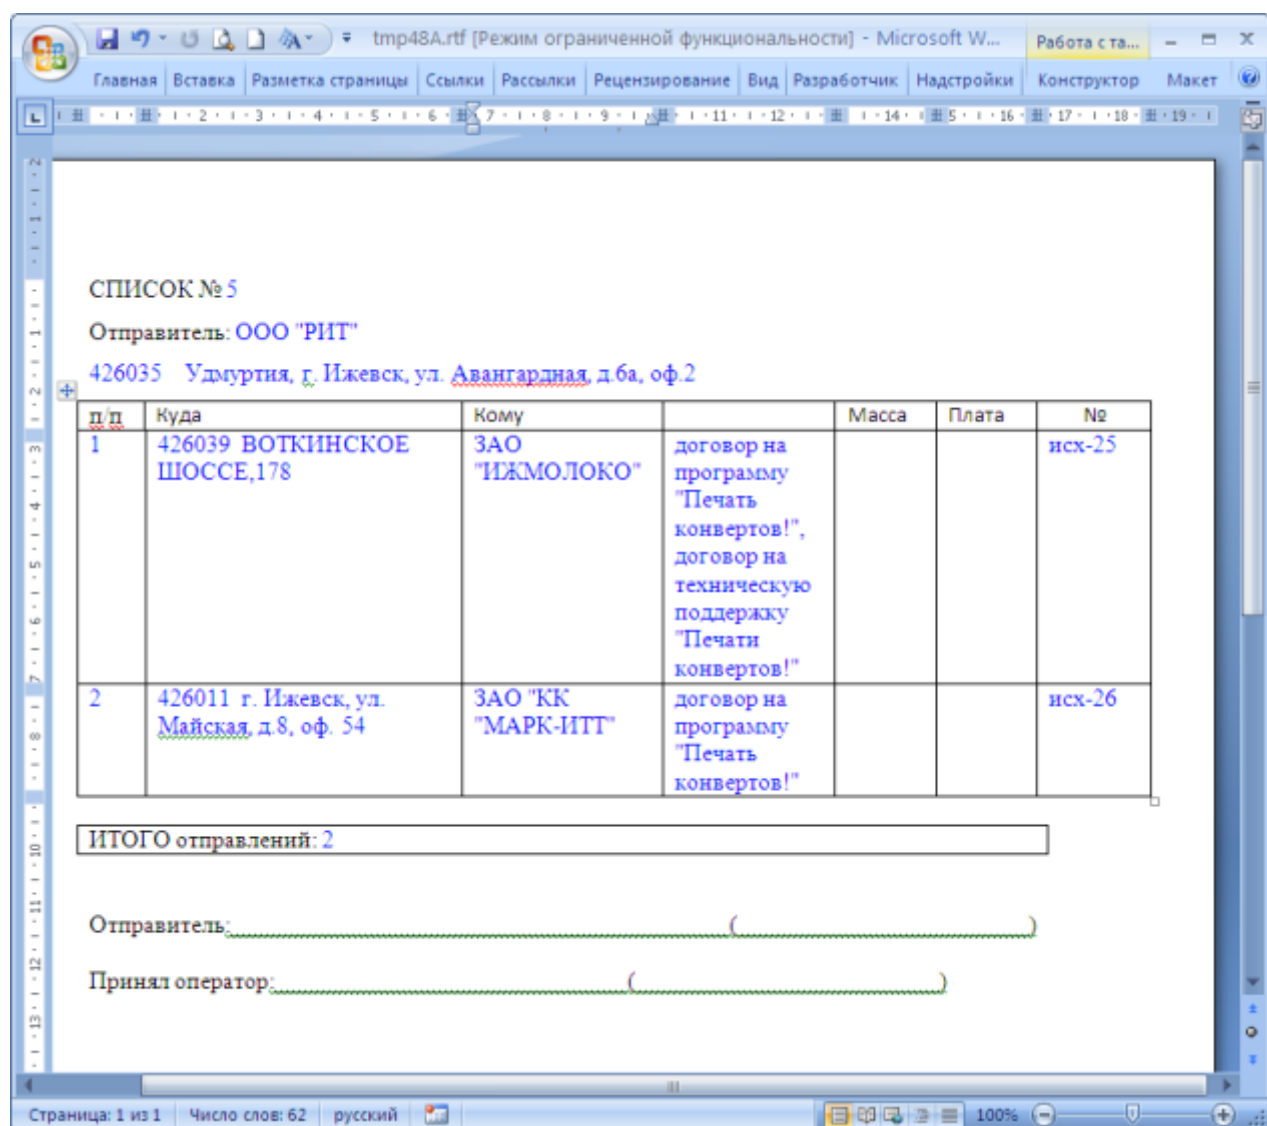 tmp48A.rtf [Режим ограниченной функциональности] - Microsoft W...
Работа с та...
Главная Вставка Разметка страницы Ссылки Рассылки Рецензирование Вид Разработчик Надстройки Конструктор Макет
СПИСОК № 5
Отправитель: ООО "РИТ"
426035 Удмуртия, г. Ижевск, ул. Авангардная, д.6а, оф.2
п/п Куда Кому Масса Плата №
1 426039 ВОТКИНСКОЕ ЗАО договор на исх-25
ШОССЕ,178 "ИЖМОЛОКО" программу
"Печать
конвертов!",
договор на
техническую
поддержку
"Печати
конвертов!"
2 426011 г. Ижевск, ул. ЗАО "КК договор на исх-26
Майская, д.8, оф. 54 "МАРК-ИТТ" программу
"Печать
конвертов!"
ИТОГО отправлений: 2
Отправитель:____________________(____________________)
Принял оператор:____________________(____________________)
Страница: 1 из 1 Число слов: 62 русский 100%